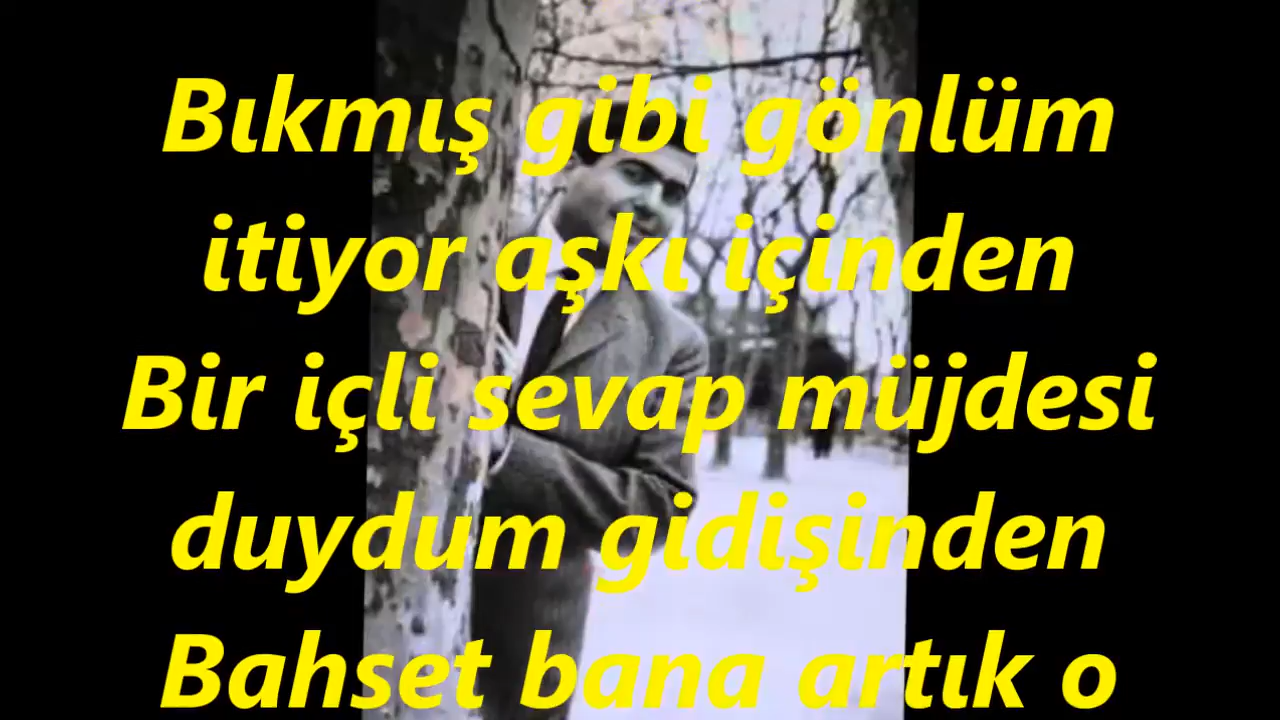 Bıkmış gibi gönlüm
itiyor aşkı içinden
Bir içli sevap müjdesi
duydum gidişinden
Bahset bana artık o